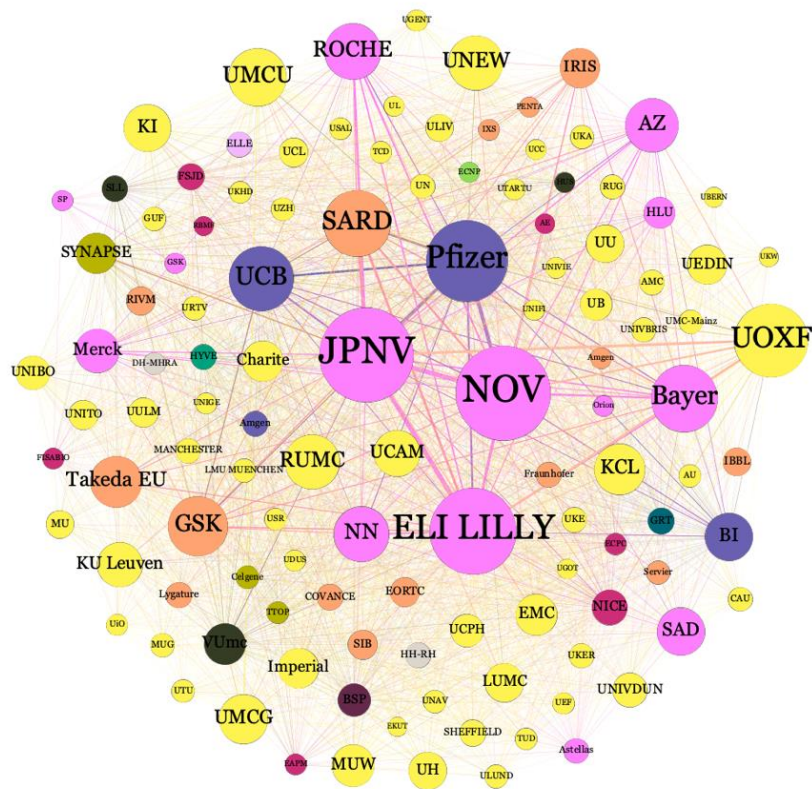 UGENT
ROCHE
UNEW
UMCU
IRIS
PENTA
UL
KI
USAL
ULIV
IXS
AZ
UKA
ELLE
UCL
TCD
UCC
FSJD
ECNP
SLL
UKHD
UN
UTARTU
RUG
UBERN
SP
UZH
HLU
GUF
RBMF
SARD
AE
SYNAPSE
UU
Pfizer
UEDIN
UKW
GSK
UCB
UNIVIE
AMC
RIVM
UB
URTV
UNIFI
UMC-Mainz
UNIVBRIS
UOXF
JPNV
Merck
HYVE
Charite
DH-MHRA
Amgen
UNIBO
NOV
Bayer
UNIGE
Orion
UNITO
UULM
Amgen
MANCHESTER
UCAM
RUMC
FISABIO
LMU MUENCHEN
KCL
IBBL
Takeda EU
Fraunhofer
AU
USR
UKE
GRT
MU
GSK
NN
ELI LILLY
BI
ECPC
UDUS
UGOT
KU Leuven
Celgene
Servier
Lygature
COVANCE
EORTC
CAU
NICE
TTOP
UiO
EMC
UCPH
SAD
VUmc
MUG
SIB
HH-RH
UKER
Imperial
LUMC
UTU
UNIVDUN
BSP
UNAV
UEF
UMCG
EKUT
SHEFFIELD
TUD
Astellas
EAPM
MUW
UH
ULUND